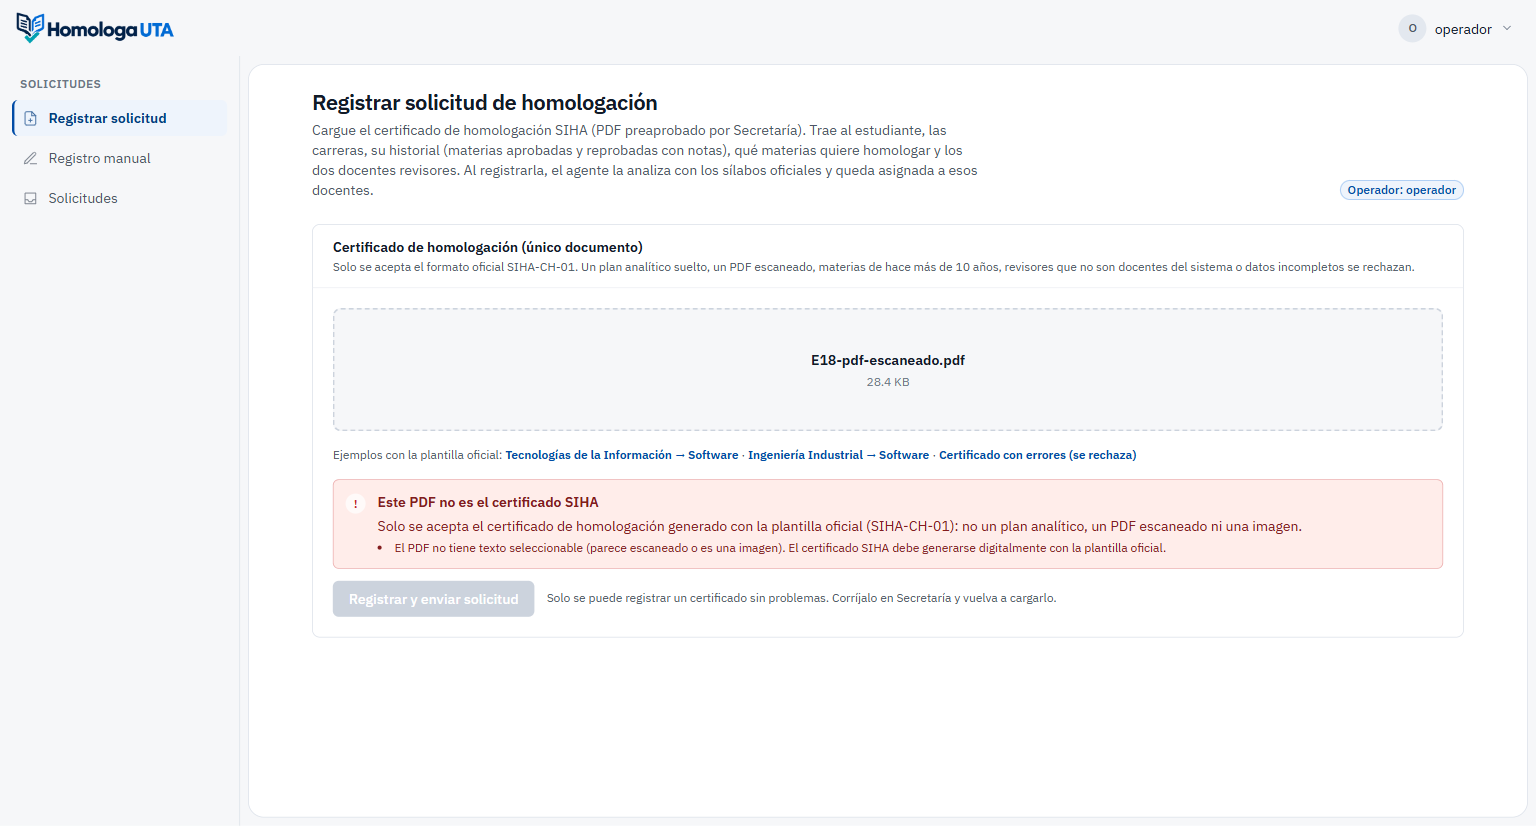 Homologa UTA
O operador
SOLICITUDES
Registrar solicitud
Registro manual
Solicitudes
Registrar solicitud de homologación
Cargue el certificado de homologación SIHA (PDF preaprobado por Secretaría). Trae al estudiante, las
carreras, su historial (materias aprobadas y reprobadas con notas), qué materias quiere homologar y los
dos docentes revisores. Al registrarla, el agente la analiza con los sílabos oficiales y queda asignada a esos
docentes.
Operador: operador
Certificado de homologación (único documento)
Solo se acepta el formato oficial SIHA-CH-01. Un plan analítico suelto, un PDF escaneado, materias de hace más de 10 años, revisores que no son docentes del sistema o datos incompletos se rechazan.
E18-pdf-escaneado.pdf
28.4 KB
Ejemplos con la plantilla oficial: Tecnologías de la Información → Software · Ingeniería Industrial → Software · Certificado con errores (se rechaza)
! Este PDF no es el certificado SIHA
Solo se acepta el certificado de homologación generado con la plantilla oficial (SIHA-CH-01): no un plan analítico, un PDF escaneado ni una imagen.
• El PDF no tiene texto seleccionable (parece escaneado o es una imagen). El certificado SIHA debe generarse digitalmente con la plantilla oficial.
Registrar y enviar solicitud
Solo se puede registrar un certificado sin problemas. Corríjalo en Secretaría y vuelva a cargarlo.